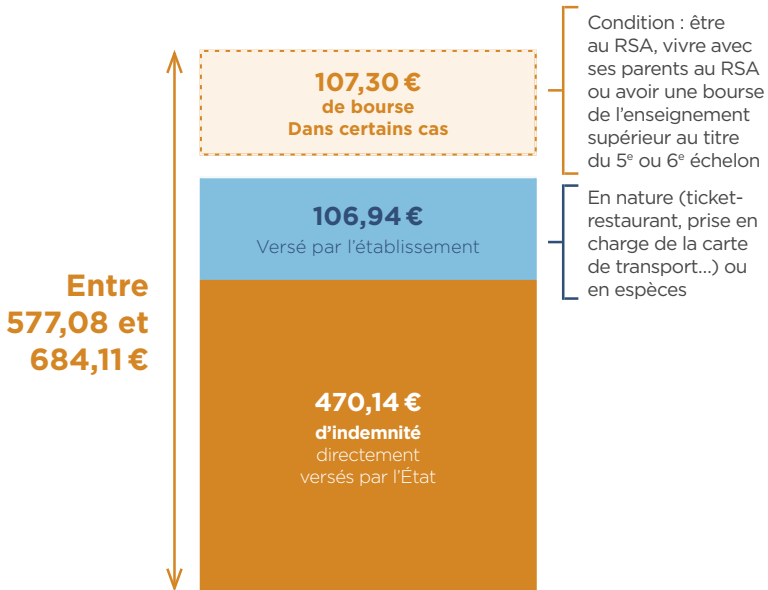 107,30 €
de bourse
Dans certains cas
Condition : être
au RSA, vivre avec
ses parents au RSA
ou avoir une bourse
de l’enseignement
supérieur au titre
du 5e ou 6e échelon
106,94 €
Versé par l’établissement
En nature (ticket-
restaurant, prise en
charge de la carte
de transport...) ou
en espèces
Entre
577,08 et
684,11 €
470,14 €
d’indemnité
directement
versés par l’État